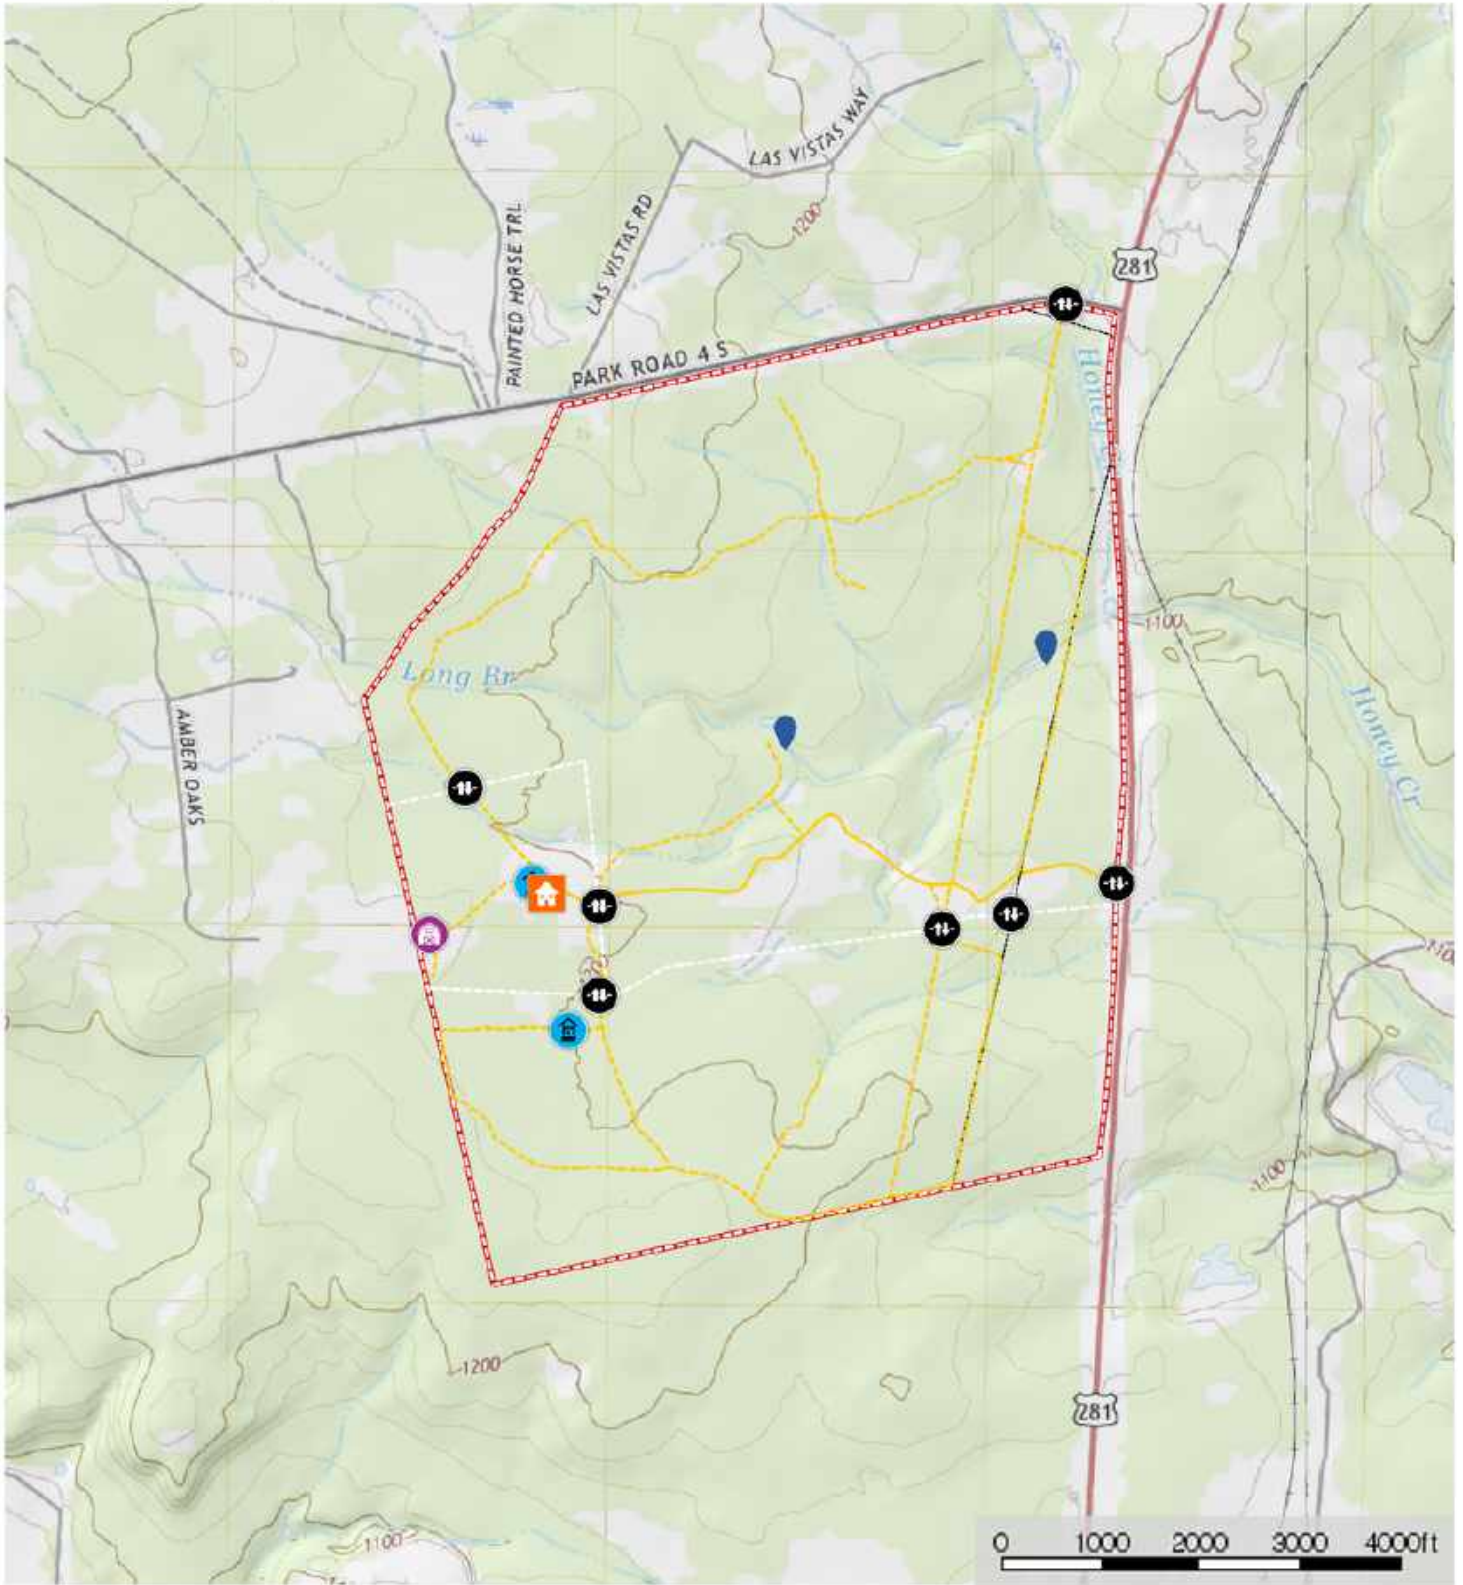 LAS VISTAS WAY
PAINTED HORSE TRL
LAS VISTAS RD
1200
281
PARK ROAD 4 S
Honey
Cr
1100
Long Br
AMBER OAKS
Honey Cr
1200
1100
281
1100
0 1000 2000 3000 4000ft